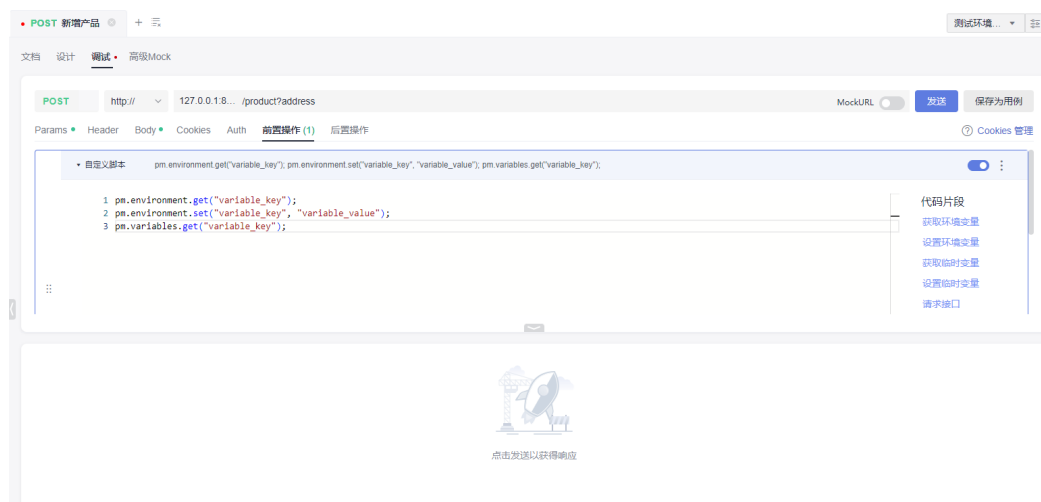 POST 新增产品
测试环境...
文档 设计 调试 高级Mock
POST http:// 127.0.0.1:8... /product?address MockURL 发送 保存为用例
Params Header Body Cookies Auth 前置操作 (1) 后置操作 Cookies 管理
自定义脚本 pm.environment.get("variable_key"); pm.environment.set("variable_key", "variable_value"); pm.variables.get("variable_key");
1 pm.environment.get("variable_key");
2 pm.environment.set("variable_key", "variable_value");
3 pm.variables.get("variable_key");
代码片段
获取环境变量
设置环境变量
获取临时变量
设置临时变量
请求接口
点击发送以获得响应